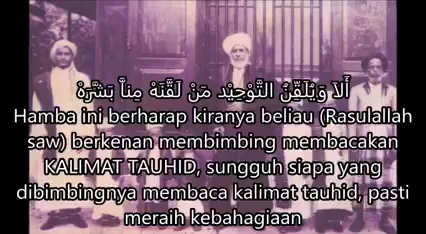 أَلاَ وَيُلَقِّنُ التَّوْحِيْد مَنْ لَقَّنَهْ مِناَّ بَشَّرَهْ
Hamba ini berharap kiranya beliau (Rasulallah
saw) berkenan membimbing membacakan
KALIMAT TAUHID, sungguh siapa yang
dibimbingnya membaca kalimat tauhid, pasti
meraih kebahagiaan